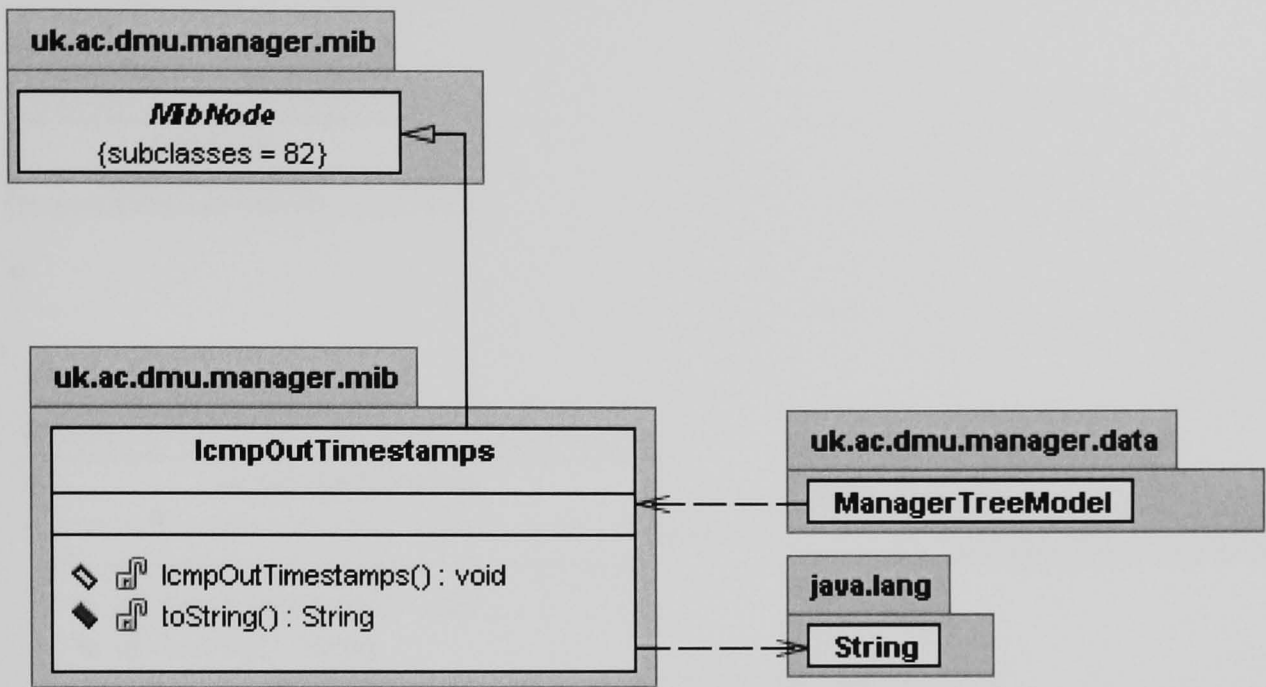 uk.ac.dmu.manager.mib
MibNode
{subclasses = 82}
uk.ac.dmu.manager.mib
IcmpOutTimestamps
IcmpOutTimestamps() : void
toString() : String
uk.ac.dmu.manager.data
ManagerTreeModel
java.lang
String